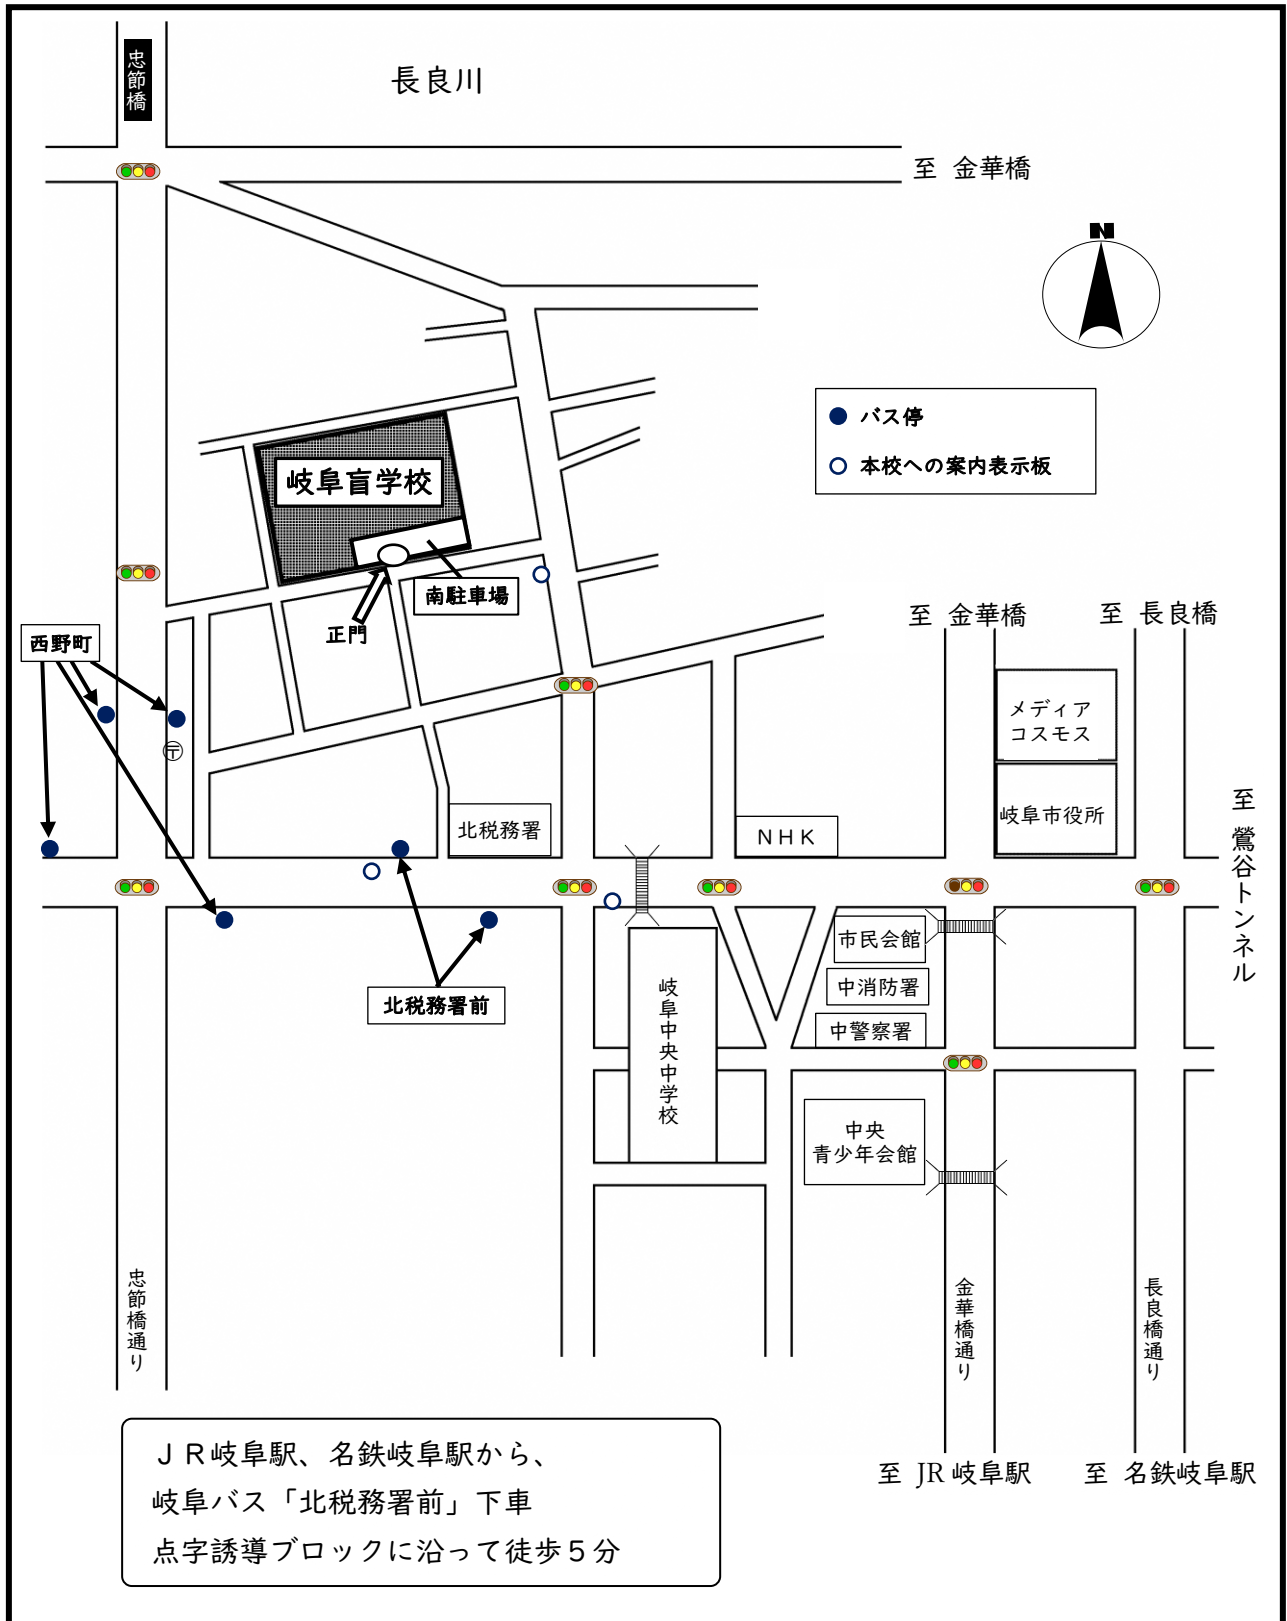 忠節橋
長良川
至 金華橋
N
バス停
本校への案内表示板
岐阜盲学校
南駐車場
正門
西野町
〒
至 金華橋
至 長良橋
メディア
コスモス
岐阜市役所
至 鶯谷トンネル
北税務署
NHK
市民会館
中消防署
中警察署
北税務署前
岐阜中央中学校
中央
青少年会館
忠節橋通り
金華橋通り
長良橋通り
至 JR 岐阜駅
至 名鉄岐阜駅
JR岐阜駅、名鉄岐阜駅から、
岐阜バス「北税務署前」下車
点字誘導ブロックに沿って徒歩5分